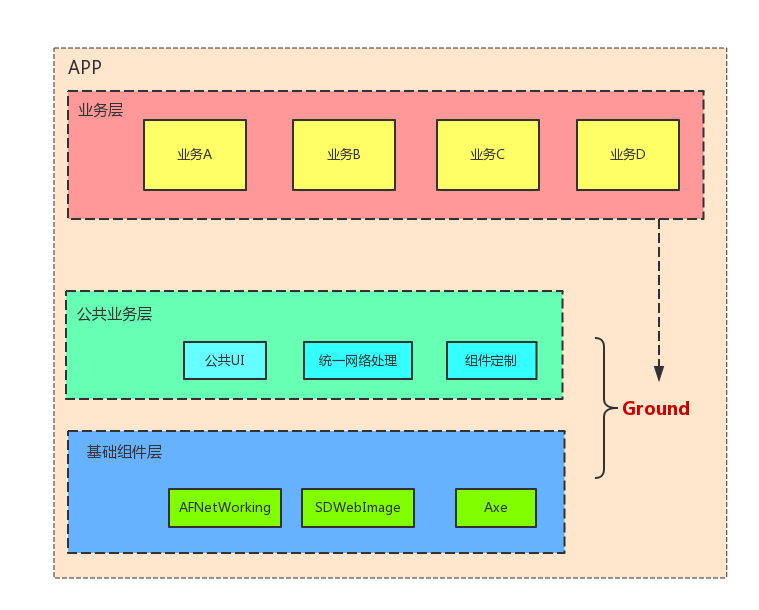 APP
业务层
业务A
业务B
业务C
业务D
公共业务层
公共UI
统一网络处理
组件定制
Ground
基础组件层
AFNetWorking
SDWebImage
Axe